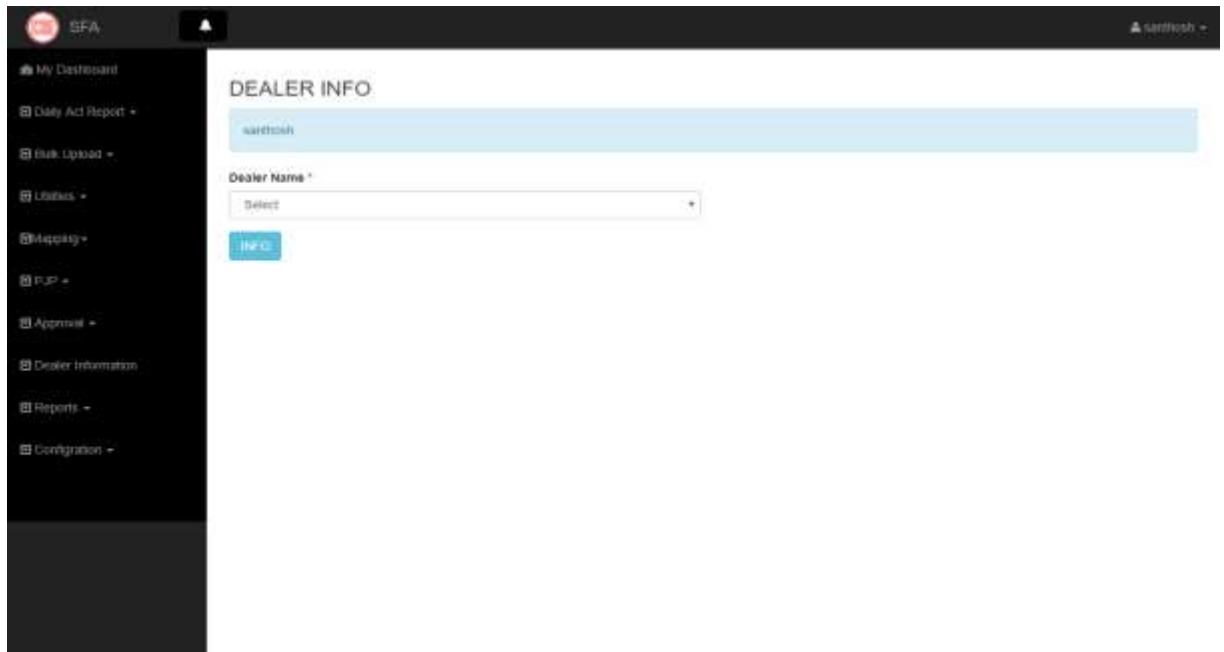 SFA
santhosh
My Dashboard
Daily Act Report
Bulk Upload
Utilities
Mapping
PJP
Approval
Dealer Information
Reports
Configration
DEALER INFO
santhosh
Dealer Name *
Select
INFO